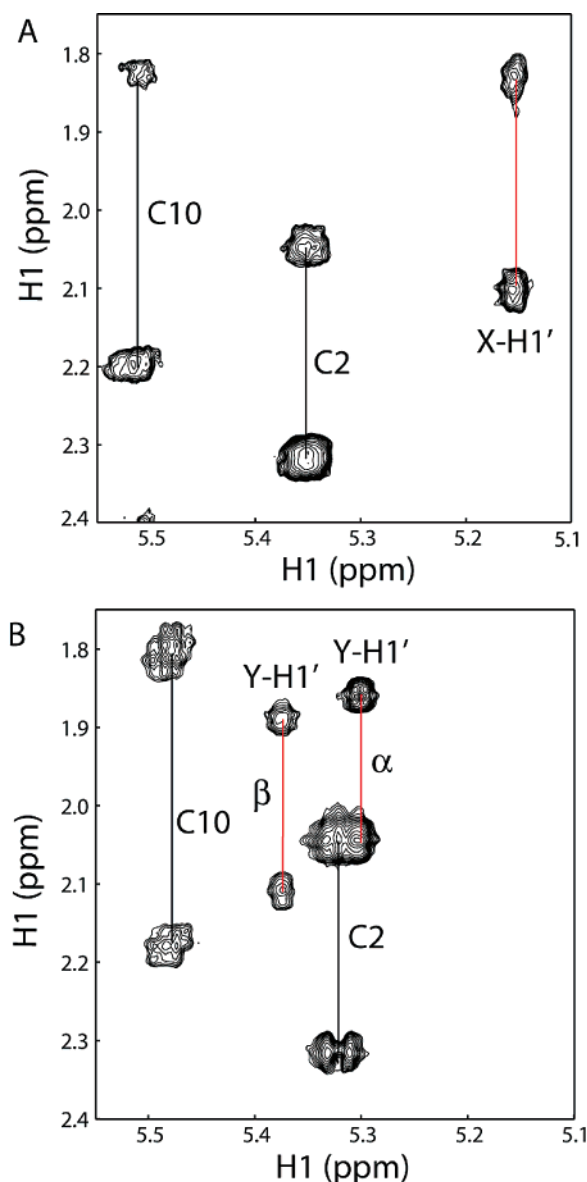 A
1.8
1.9
2.0
2.1
2.2
2.3
2.4
H1 (ppm)
C10
C2
X-H1'
5.5 5.4 5.3 5.2 5.1
H1 (ppm)
B
1.8
1.9
2.0
2.1
2.2
2.3
2.4
H1 (ppm)
Y-H1' Y-H1'
β α
C10
C2
5.5 5.4 5.3 5.2 5.1
H1 (ppm)